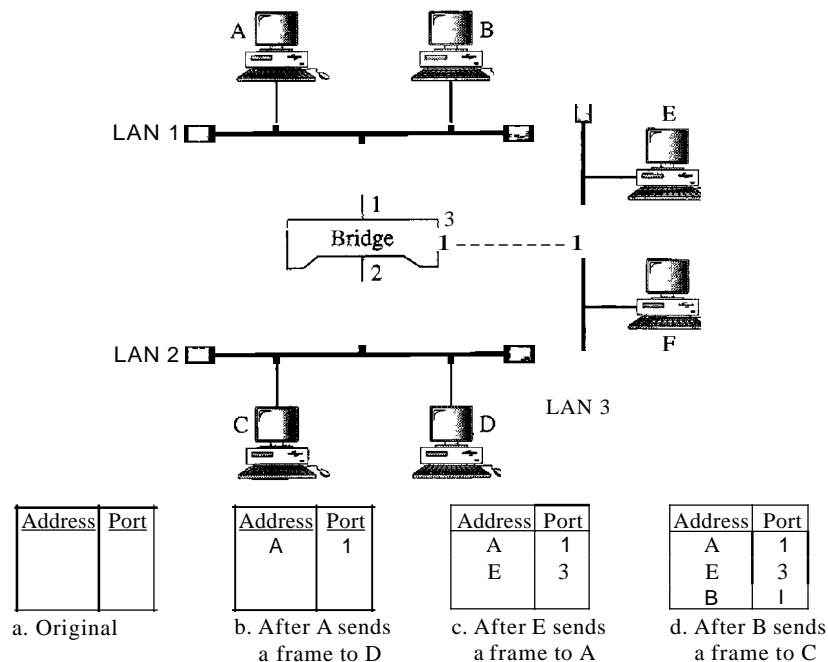 A
B
LAN 1
E
1
3
Bridge
1
1
2
F
LAN 2
LAN 3
C
D
Address Port
a. Original
Address Port
A 1
b. After A sends
a frame to D
Address Port
A 1
E 3
c. After E sends
a frame to A
Address Port
A 1
E 3
B I
d. After B sends
a frame to C